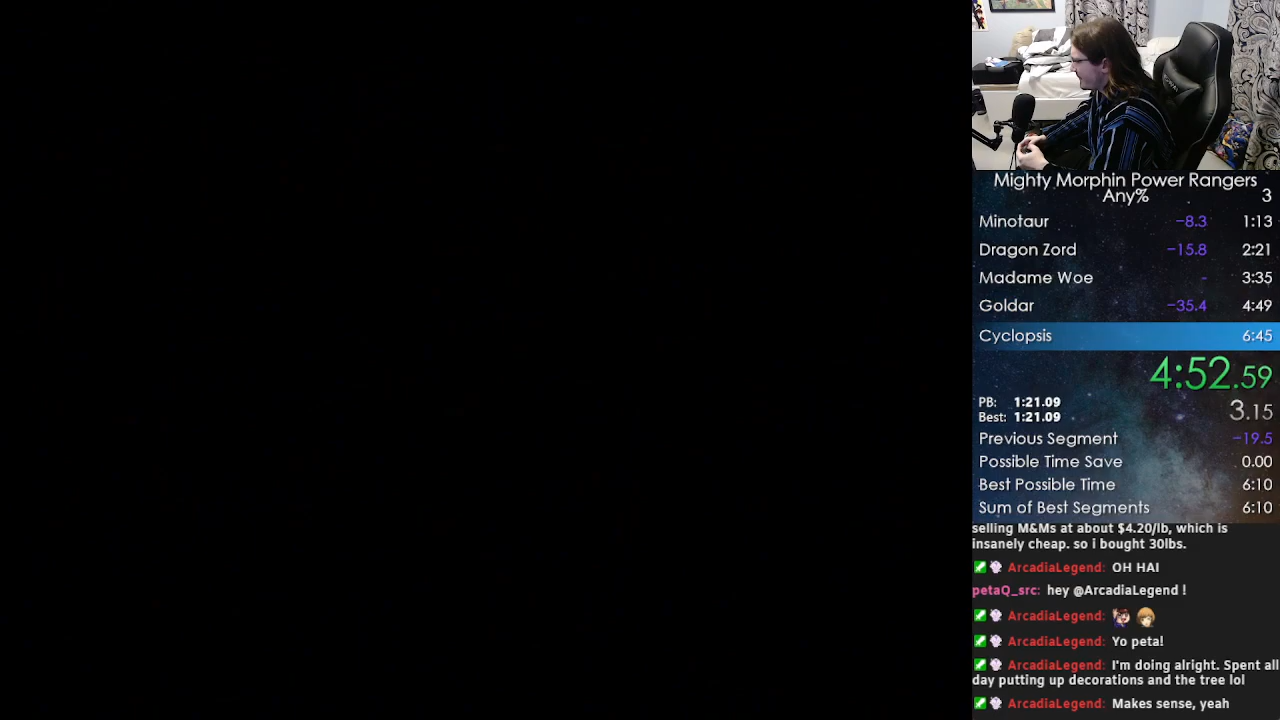 Mighty Morphin Power Rangers
Any% 3
Minotaur -8.3 1:13
Dragon Zord -15.8 2:21
Madame Woe - 3:35
Goldar -35.4 4:49
Cyclopsis 6:45
4:52.59
PB: 1:21.09
Best: 1:21.09
3.15
Previous Segment -19.5
Possible Time Save 0.00
Best Possible Time 6:10
Sum of Best Segments 6:10
selling M&Ms at about $4.20/lb, which is
insanely cheap. so i bought 30lbs.
ArcadiaLegend: OH HAI
petaQ_src: hey @ArcadiaLegend !
ArcadiaLegend:
ArcadiaLegend: Yo peta!
ArcadiaLegend: I'm doing alright. Spent all
day putting up decorations and the tree lol
ArcadiaLegend: Makes sense, yeah